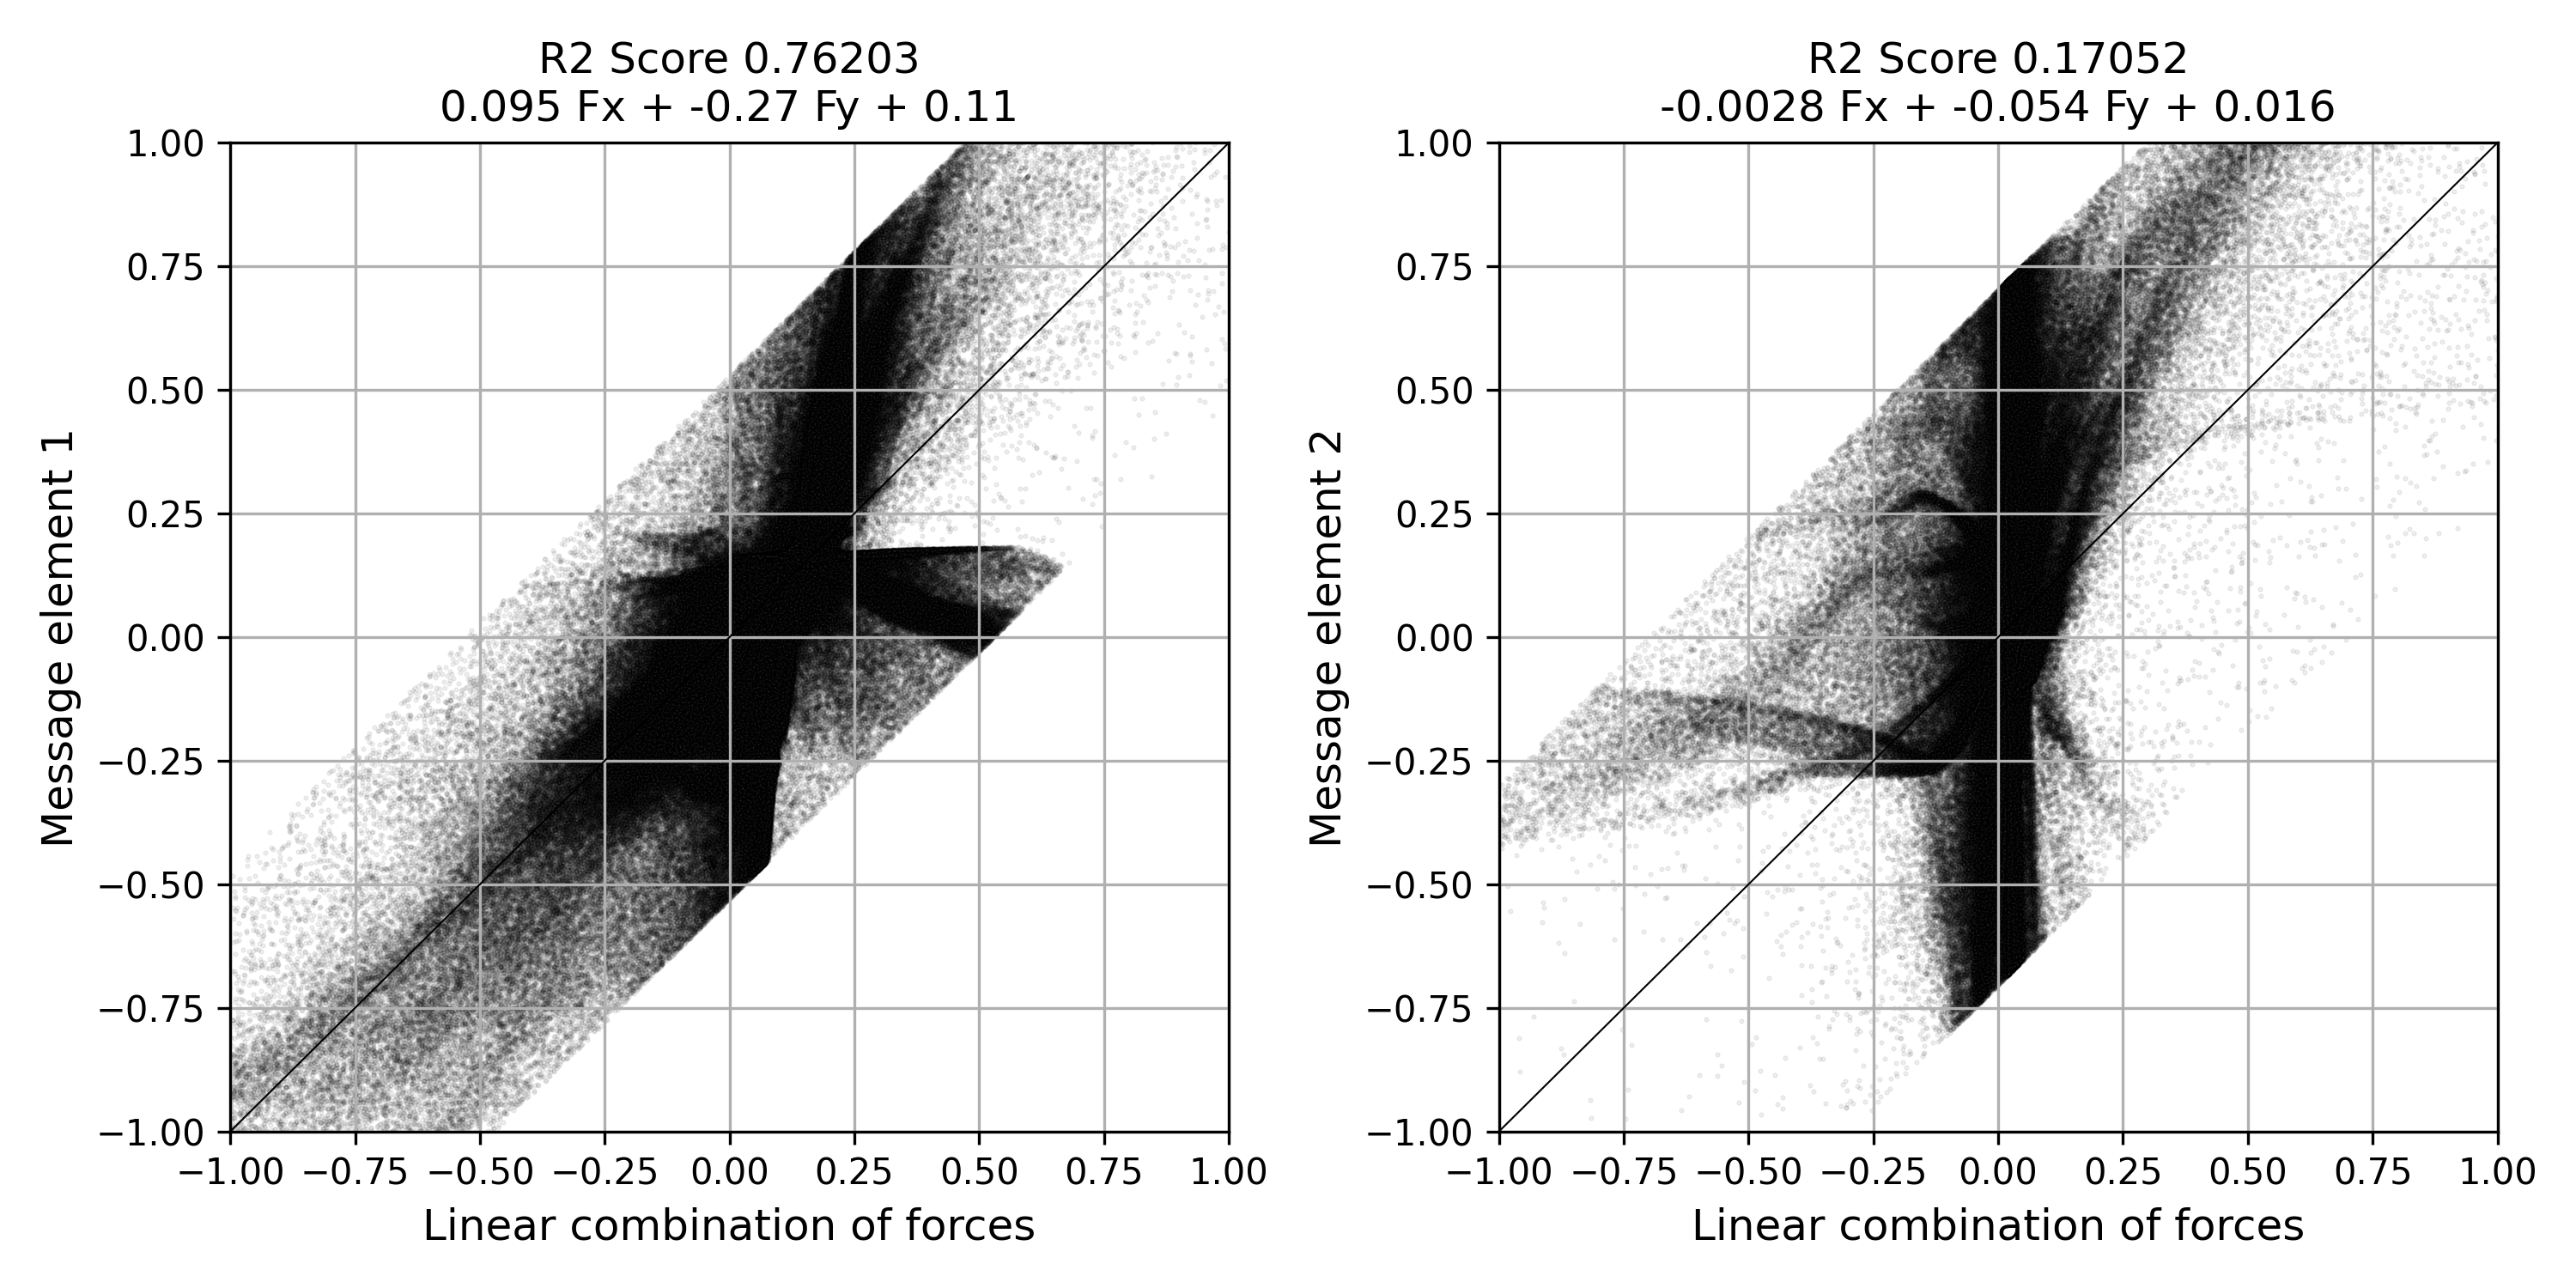 R2 Score 0.76203
0.095 Fx + -0.27 Fy + 0.11
1.00
0.75
0.50
0.25
0.00
−0.25
−0.50
−0.75
−1.00
Message element 1
−1.00 −0.75 −0.50 −0.25 0.00 0.25 0.50 0.75 1.00
Linear combination of forces
R2 Score 0.17052
-0.0028 Fx + -0.054 Fy + 0.016
1.00
0.75
0.50
0.25
0.00
−0.25
−0.50
−0.75
−1.00
Message element 2
−1.00 −0.75 −0.50 −0.25 0.00 0.25 0.50 0.75 1.00
Linear combination of forces